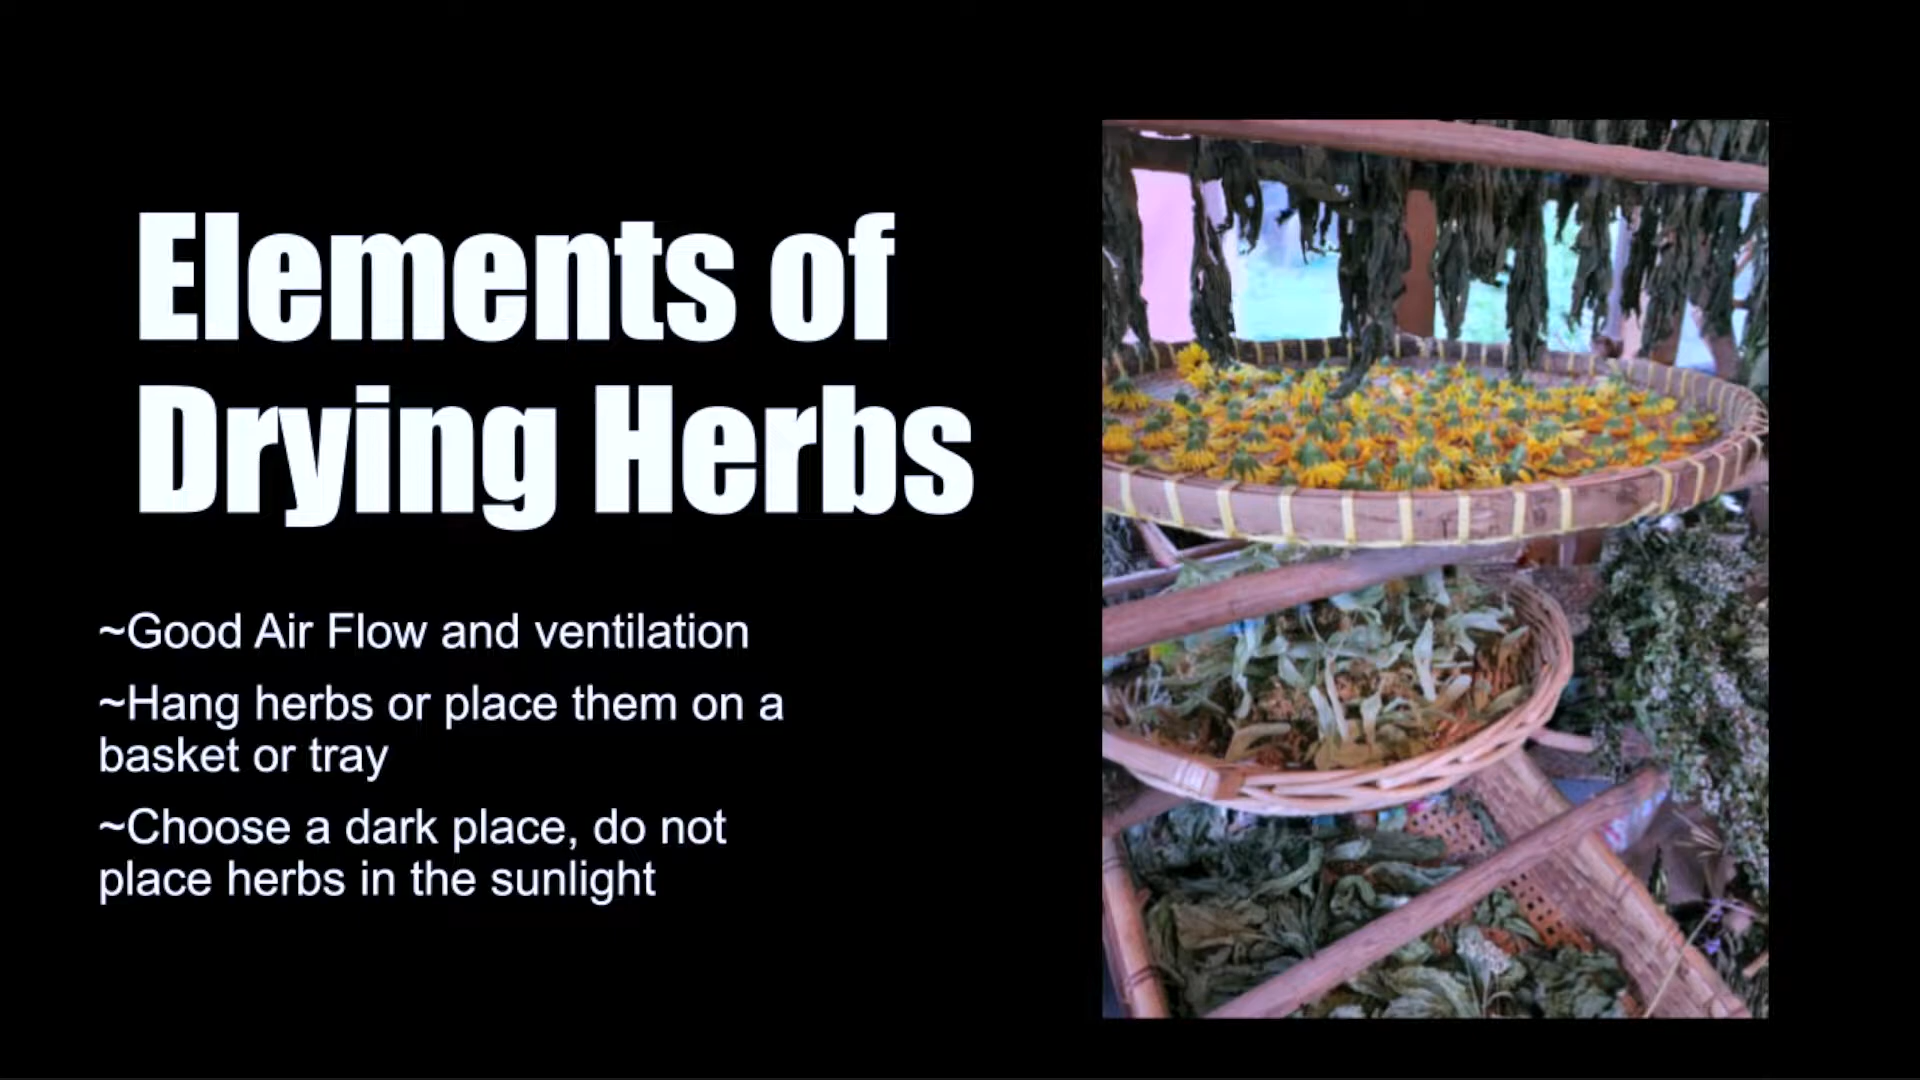 Elements of
Drying Herbs
~Good Air Flow and ventilation
~Hang herbs or place them on a
basket or tray
~Choose a dark place, do not
place herbs in the sunlight